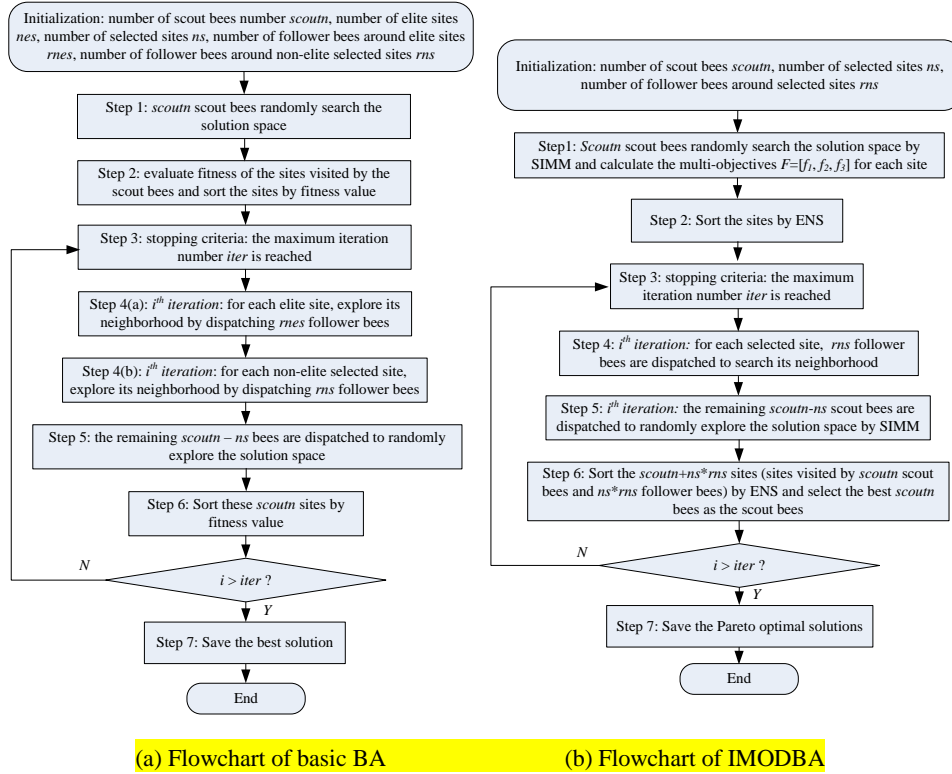 Initialization: number of scout bees number scoutn, number of elite sites
nes, number of selected sites ns, number of follower bees around elite sites
rnes, number of follower bees around non-elite selected sites rns
Step 1: scoutn scout bees randomly search the
solution space
Step 2: evaluate fitness of the sites visited by the
scout bees and sort the sites by fitness value
Step 3: stopping criteria: the maximum iteration
number iter is reached
Step 4(a): i^th iteration: for each elite site, explore its
neighborhood by dispatching rnes follower bees
Step 4(b): i^th iteration: for each non-elite selected site,
explore its neighborhood by dispatching rns follower bees
Step 5: the remaining scoutn – ns bees are dispatched to randomly
explore the solution space
Step 6: Sort these scoutn sites by
fitness value
N
i > iter ?
Y
Step 7: Save the best solution
End
(a) Flowchart of basic BA
Initialization: number of scout bees scoutn, number of selected sites ns,
number of follower bees around selected sites rns
Step1: Scoutn scout bees randomly search the solution space by
SIMM and calculate the multi-objectives F=[f1, f2, f3] for each site
Step 2: Sort the sites by ENS
Step 3: stopping criteria: the maximum
iteration number iter is reached
Step 4: i^th iteration: for each selected site, rns follower
bees are dispatched to search its neighborhood
Step 5: i^th iteration: the remaining scoutn-ns scout bees are
dispatched to randomly explore the solution space by SIMM
Step 6: Sort the scoutn+ns*rns sites (sites visited by scoutn scout
bees and ns*rns follower bees) by ENS and select the best scoutn
bees as the scout bees
N
i > iter ?
Y
Step 7: Save the Pareto optimal solutions
End
(b) Flowchart of IMODBA